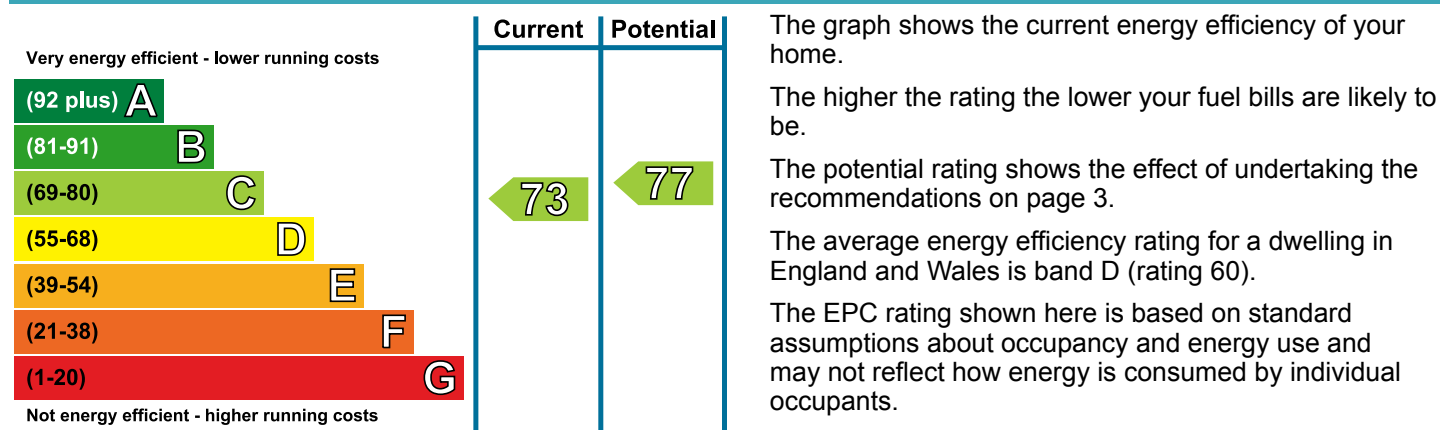 Current Potential
Very energy efficient - lower running costs
(92 plus) A
(81-91) B
(69-80) C
(55-68) D
(39-54) E
(21-38) F
(1-20) G
Not energy efficient - higher running costs
73
77
The graph shows the current energy efficiency of your
home.
The higher the rating the lower your fuel bills are likely to
be.
The potential rating shows the effect of undertaking the
recommendations on page 3.
The average energy efficiency rating for a dwelling in
England and Wales is band D (rating 60).
The EPC rating shown here is based on standard
assumptions about occupancy and energy use and
may not reflect how energy is consumed by individual
occupants.